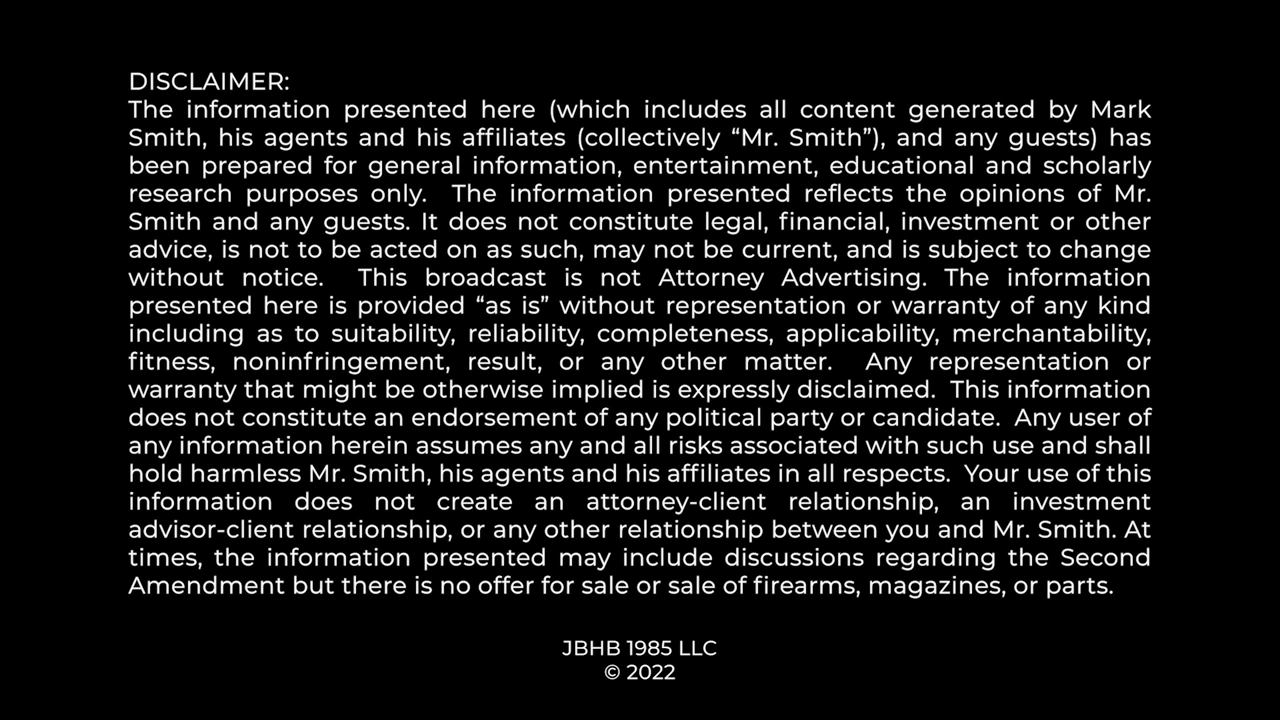 DISCLAIMER:
The information presented here (which includes all content generated by Mark
Smith, his agents and his affiliates (collectively “Mr. Smith”), and any guests) has
been prepared for general information, entertainment, educational and scholarly
research purposes only.  The information presented reflects the opinions of Mr.
Smith and any guests. It does not constitute legal, financial, investment or other
advice, is not to be acted on as such, may not be current, and is subject to change
without notice.  This broadcast is not Attorney Advertising. The information
presented here is provided “as is” without representation or warranty of any kind
including as to suitability, reliability, completeness, applicability, merchantability,
fitness, noninfringement, result, or any other matter.  Any representation or
warranty that might be otherwise implied is expressly disclaimed.  This information
does not constitute an endorsement of any political party or candidate.  Any user of
any information herein assumes any and all risks associated with such use and shall
hold harmless Mr. Smith, his agents and his affiliates in all respects.  Your use of this
information does not create an attorney-client relationship, an investment
advisor-client relationship, or any other relationship between you and Mr. Smith. At
times, the information presented may include discussions regarding the Second
Amendment but there is no offer for sale or sale of firearms, magazines, or parts.
JBHB 1985 LLC
© 2022